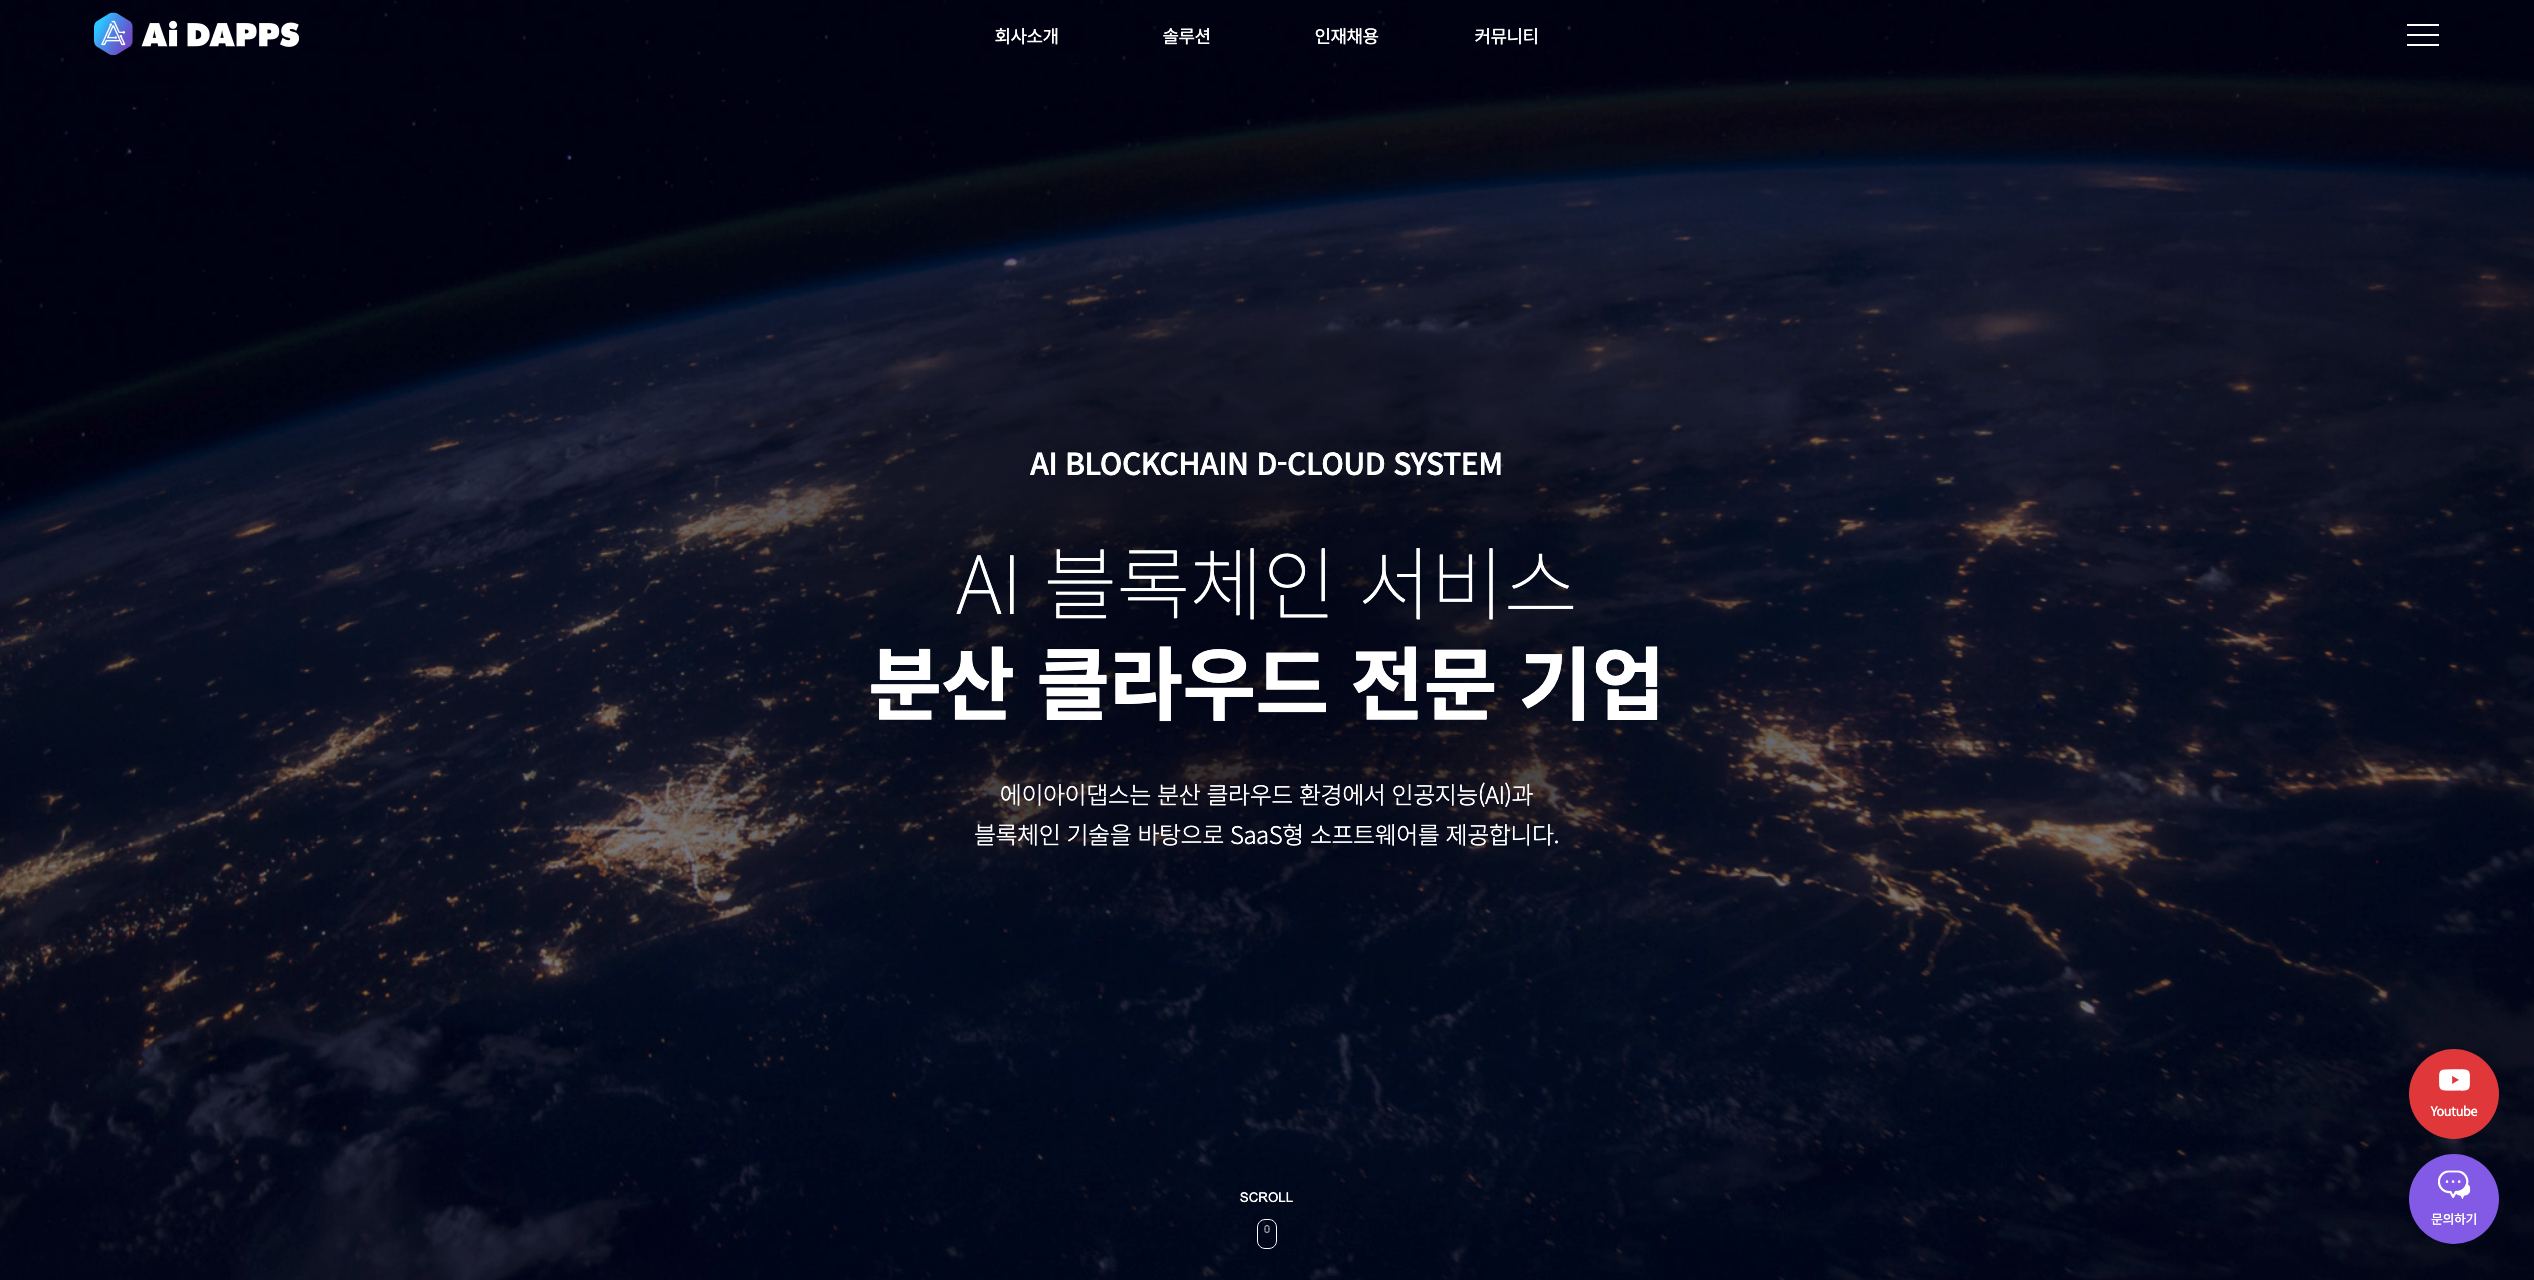 Ai DAPPS
회사소개
솔루션
인재채용
커뮤니티
AI BLOCKCHAIN D-CLOUD SYSTEM
AI 블록체인 서비스
분산 클라우드 전문 기업
에이아이댑스는 분산 클라우드 환경에서 인공지능(AI)과
블록체인 기술을 바탕으로 SaaS형 소프트웨어를 제공합니다.
Youtube
문의하기
SCROLL